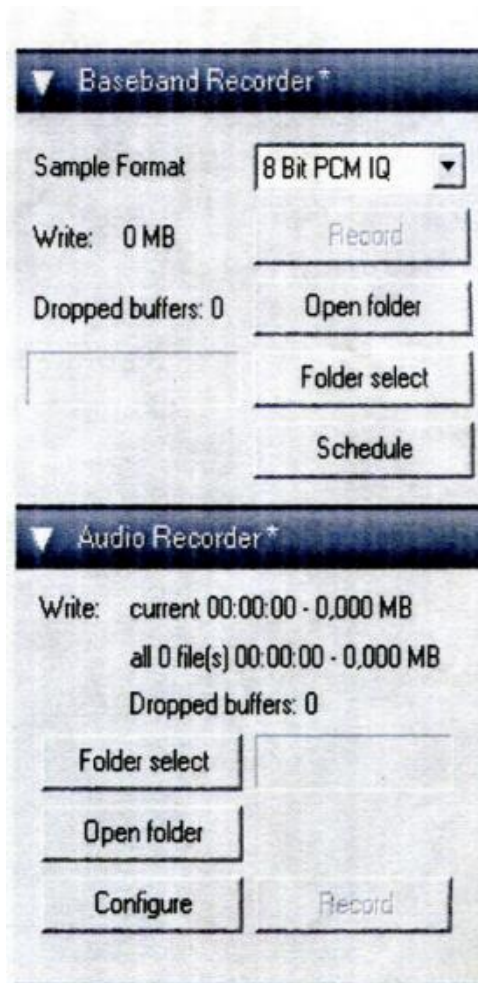 Baseband Recorder*
Sample Format 8 Bit PCM IQ
Write: 0 MB Record
Dropped buffers: 0 Open folder
Folder select
Schedule
Audio Recorder*
Write: current 00:00:00 - 0,000 MB
all 0 file(s) 00:00:00 - 0,000 MB
Dropped buffers: 0
Folder select
Open folder
Configure Record